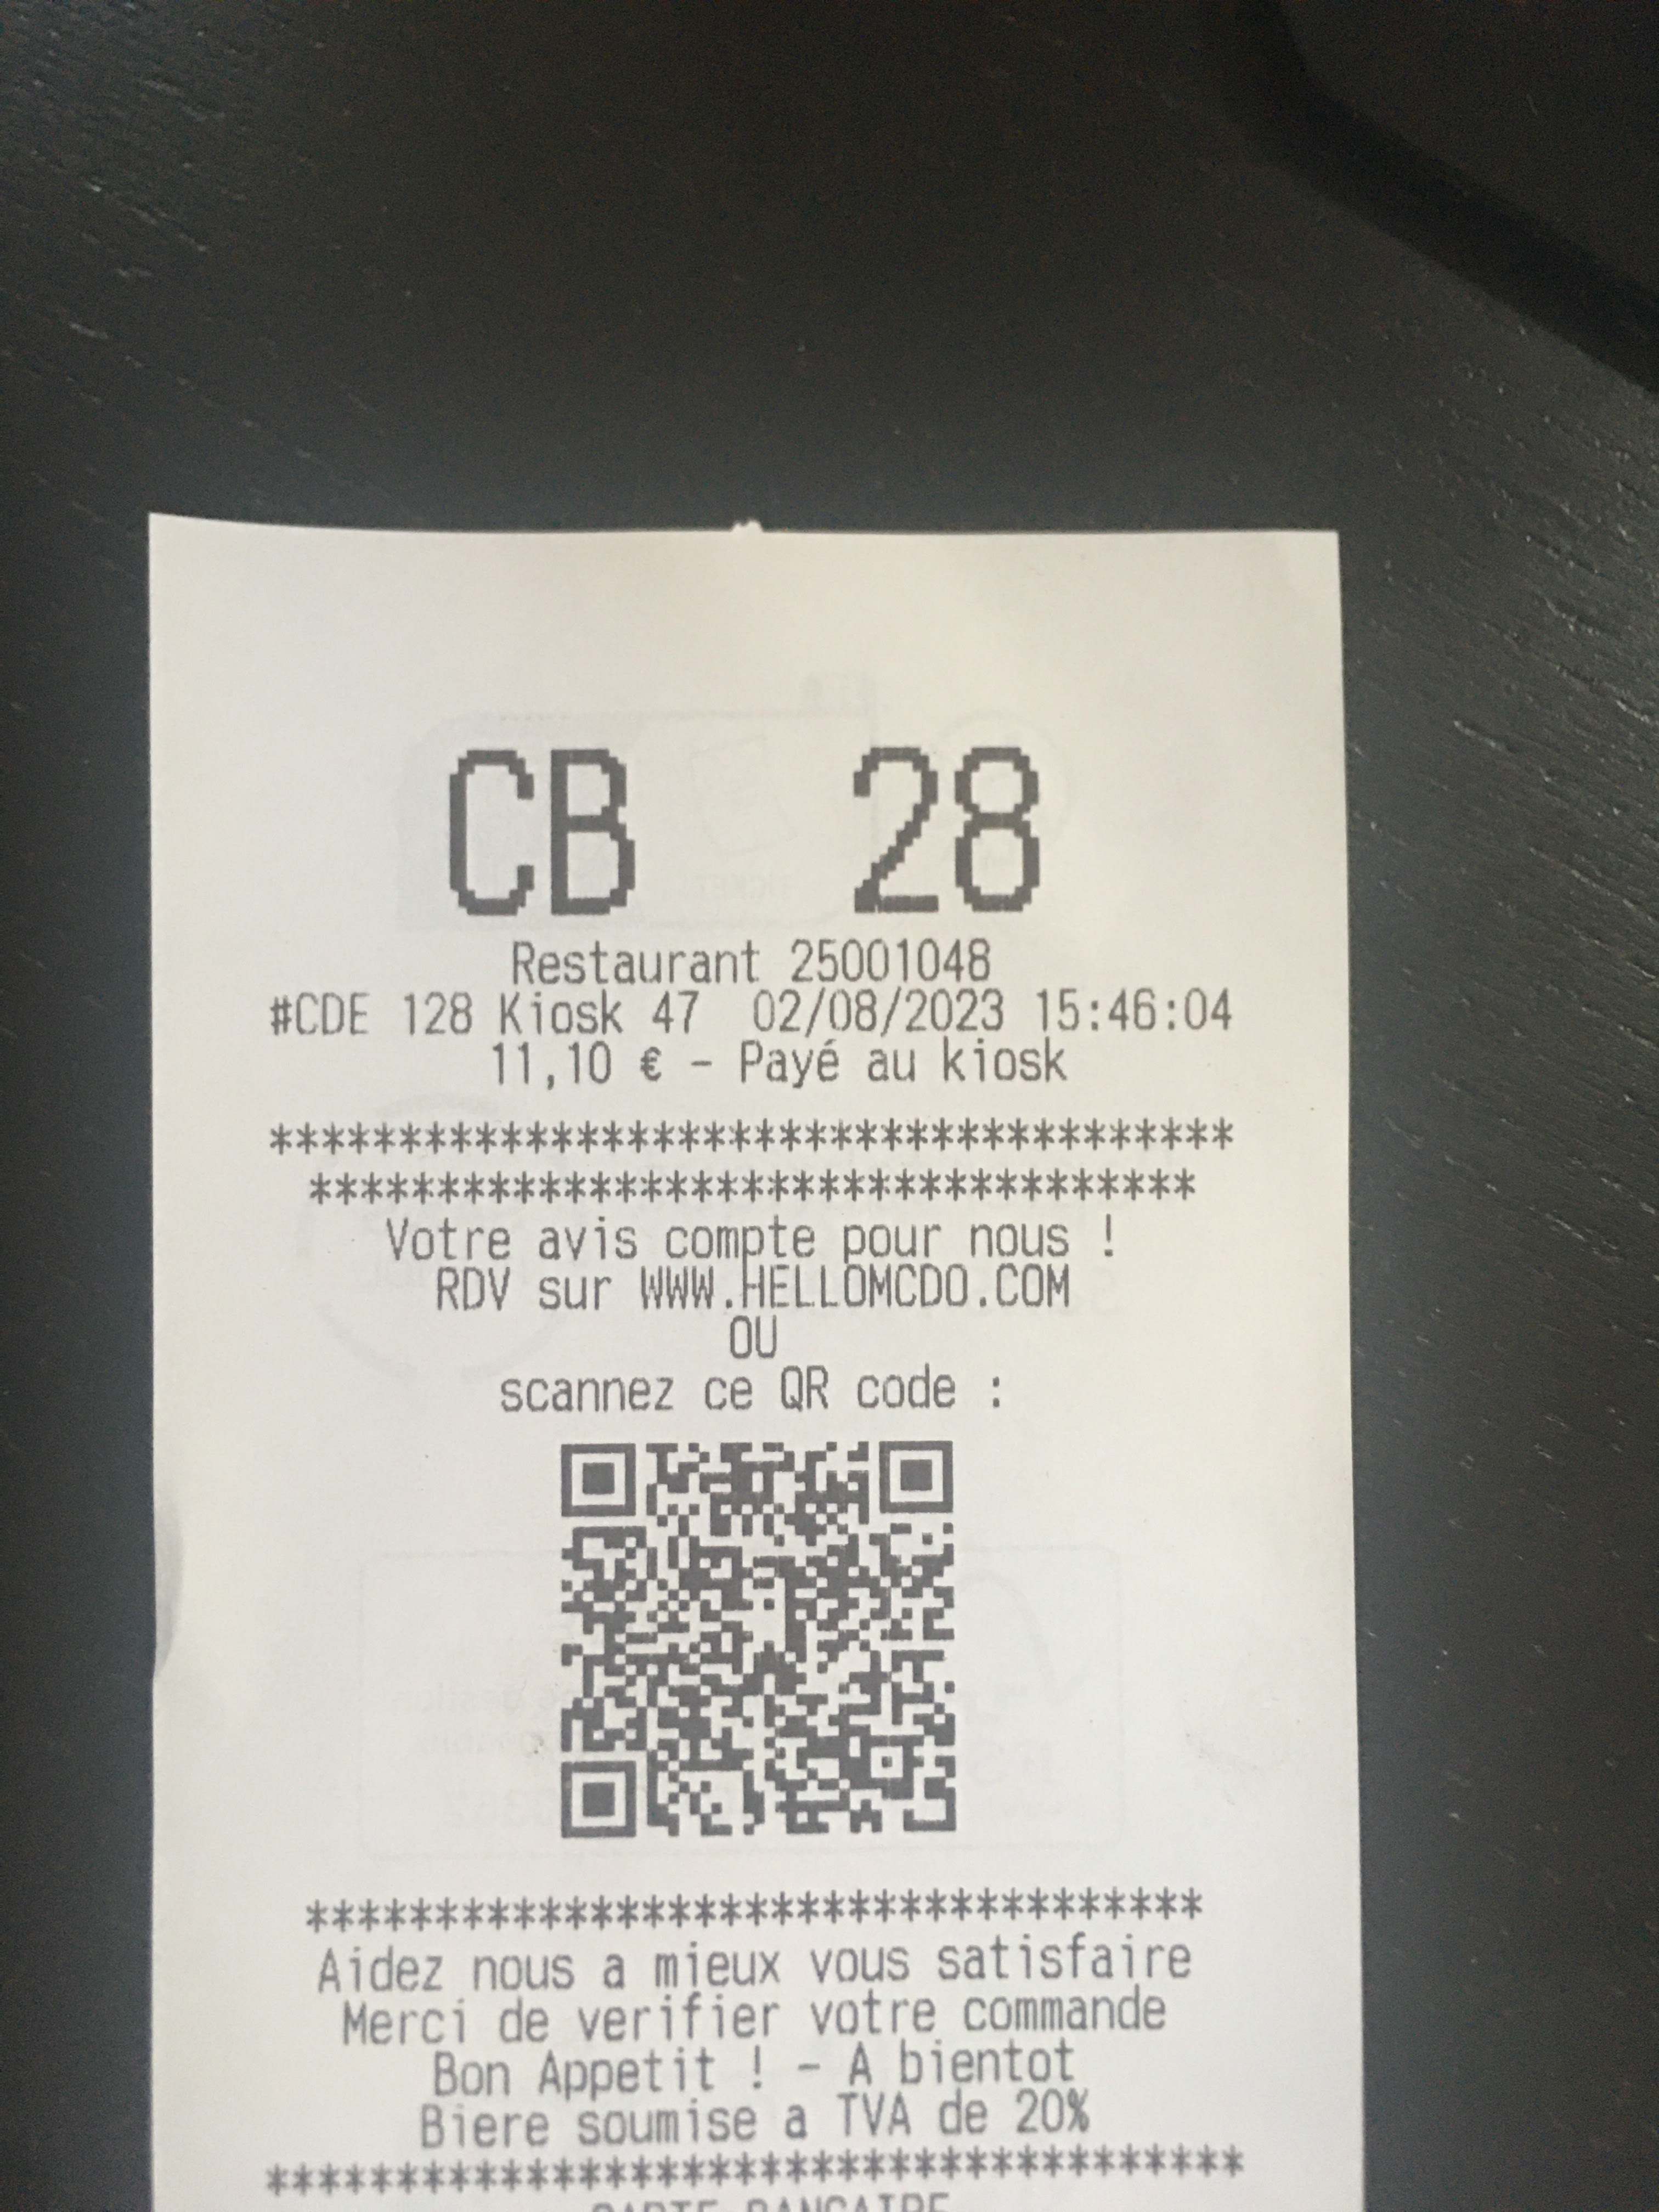 CB 28
Restaurant 25001048
#CDE 128 Kiosk 47 02/08/2023 15:46:04
11,10 € - Payé au kiosk
**************************************
***********************************
Votre avis compte pour nous !
RDV sur WWW.HELLOMCDO.COM
OU
scannez ce QR code :
***********************************
Aidez nous a mieux vous satisfaire
Merci de verifier votre commande
Bon Appetit ! - A bientot
Biere soumise a TVA de 20%
**************************************
CARTE BANCAIRE